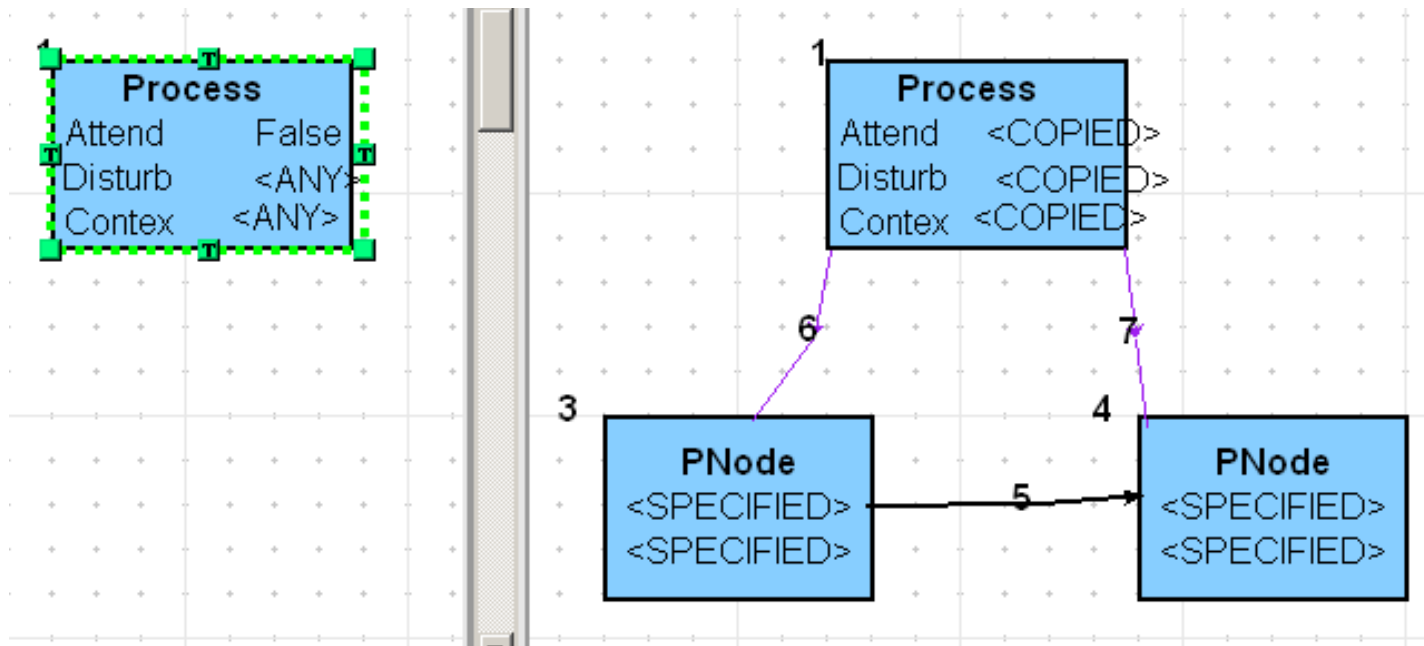 1
Process
Attend False
Disturb <ANY>
Contex <ANY>
1
Process
Attend <COPIED>
Disturb <COPIED>
Contex <COPIED>
6
7
3
4
PNode
<SPECIFIED>
<SPECIFIED>
5
PNode
<SPECIFIED>
<SPECIFIED>